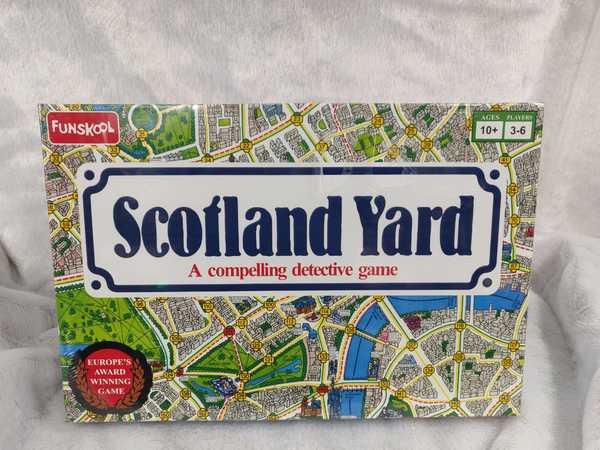 FUNSKOOL
AGES PLAYERS
10+ 3-6
Scotland Yard
A compelling detective game
EUROPE'S
AWARD
WINNING
GAME